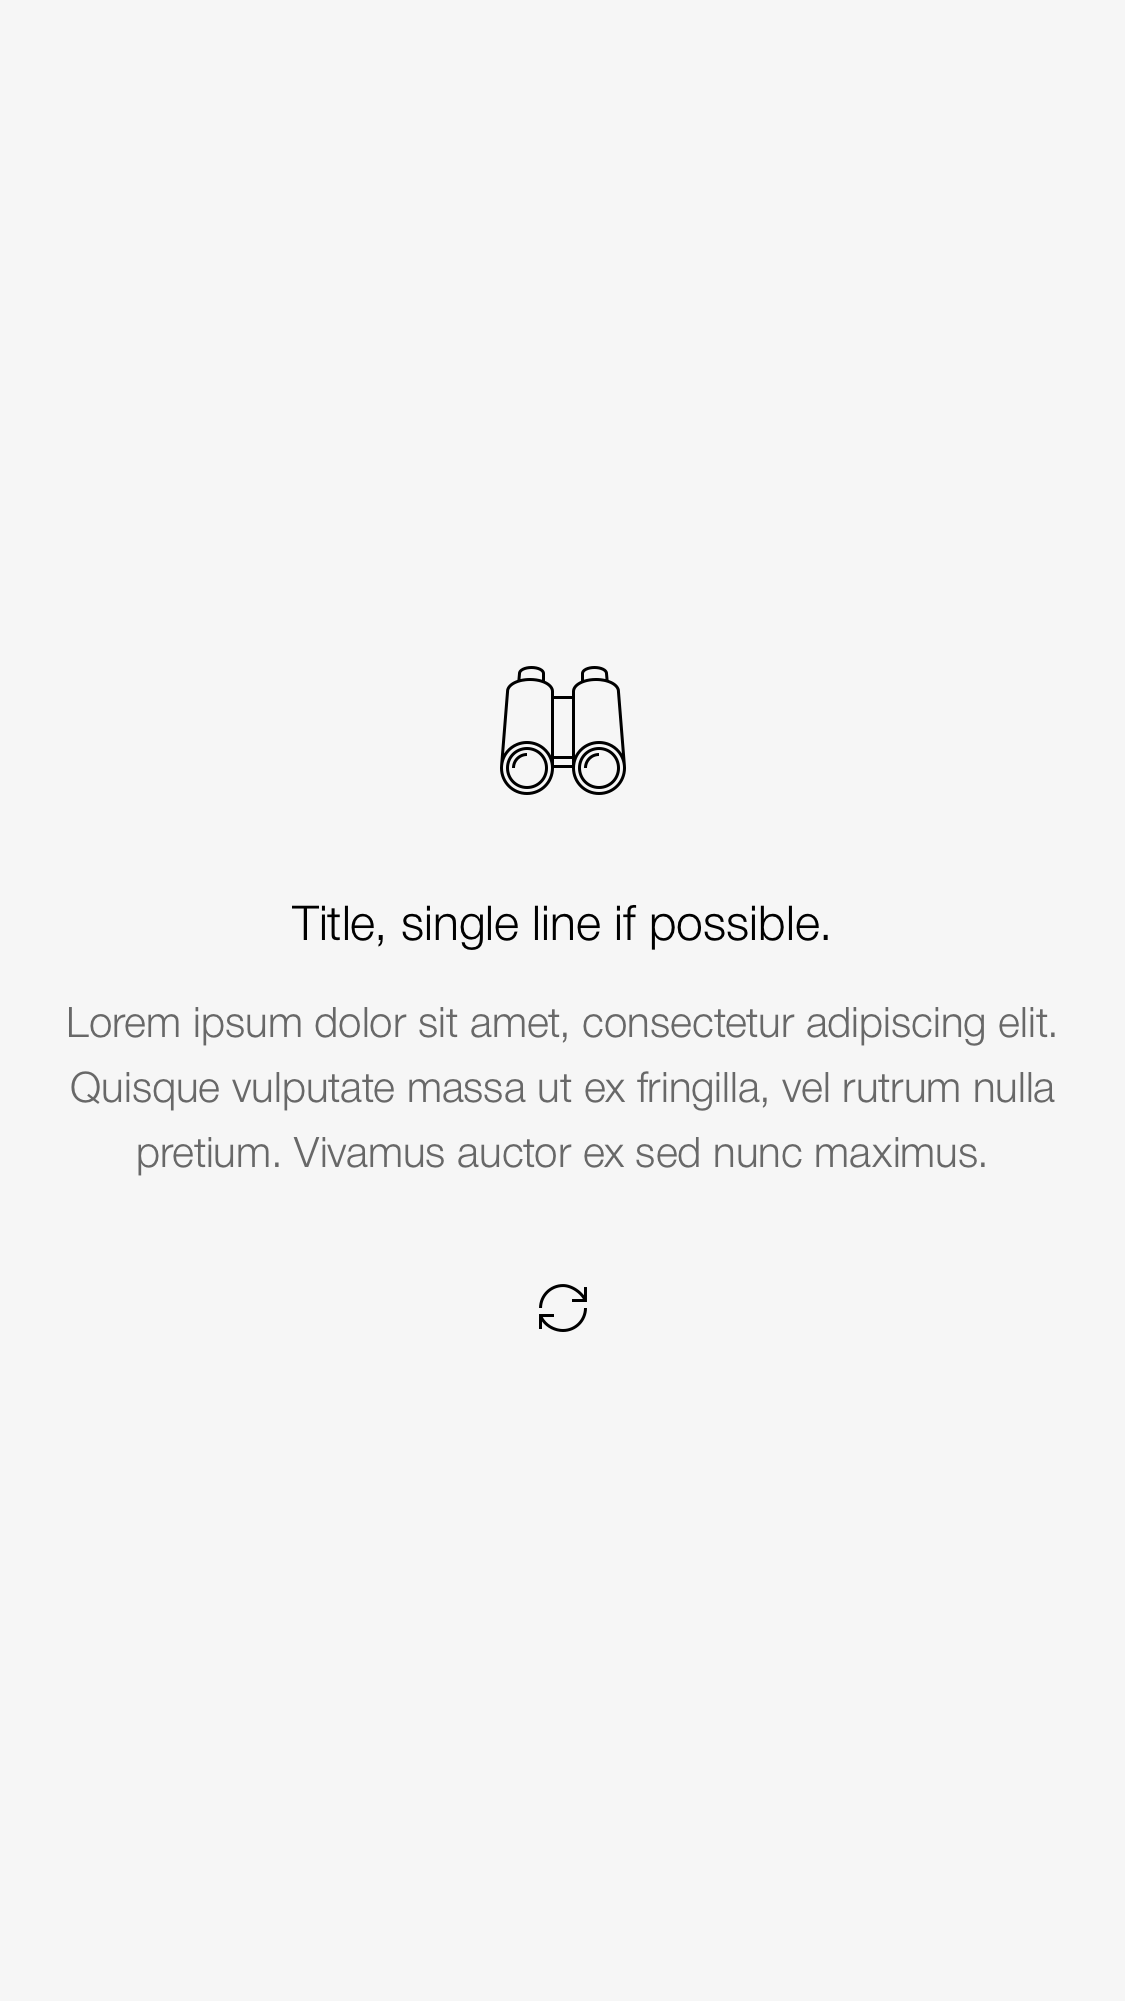 Title, single line if possible.
Lorem ipsum dolor sit amet, consectetur adipiscing elit.
Quisque vulputate massa ut ex fringilla, vel rutrum nulla
pretium. Vivamus auctor ex sed nunc maximus.